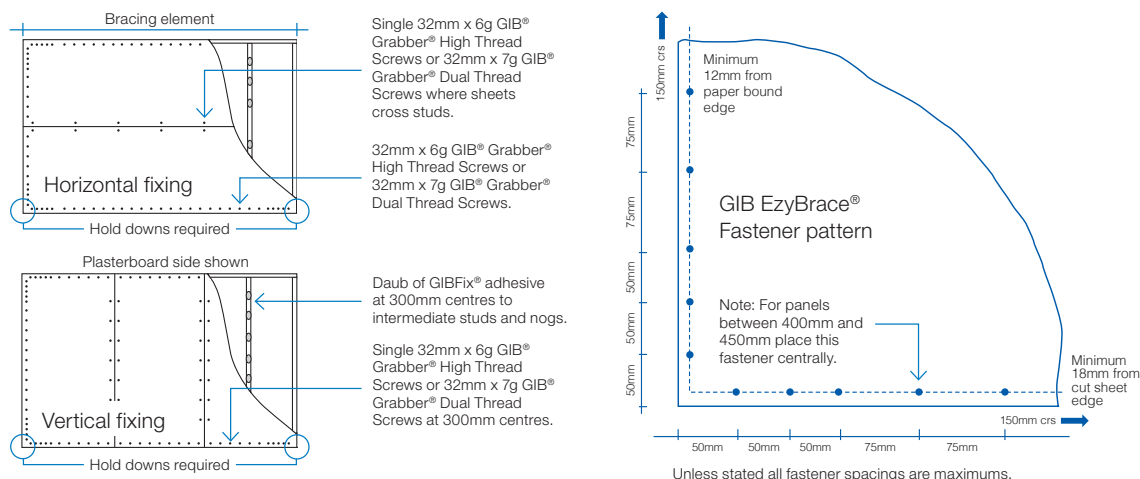 Bracing element
Horizontal fixing
Hold downs required
Single 32mm x 6g GIB®
Grabber® High Thread
Screws or 32mm x 7g GIB®
Grabber® Dual Thread
Screws where sheets
cross studs.
32mm x 6g GIB® Grabber®
High Thread Screws or
32mm x 7g GIB® Grabber®
Dual Thread Screws.
Plasterboard side shown
Vertical fixing
Hold downs required
Daub of GIBFix® adhesive
at 300mm centres to
intermediate studs and nogs.
Single 32mm x 6g GIB®
Grabber® High Thread
Screws or 32mm x 7g GIB®
Grabber® Dual Thread
Screws at 300mm centres.
150mm crs
75mm
75mm
50mm
50mm
50mm
Minimum
12mm from
paper bound
edge
GIB EzyBrace®
Fastener pattern
Note: For panels
between 400mm and
450mm place this
fastener centrally.
Minimum
18mm from
cut sheet
edge
150mm crs
50mm
50mm
50mm
75mm
75mm
Unless stated all fastener spacings are maximums.